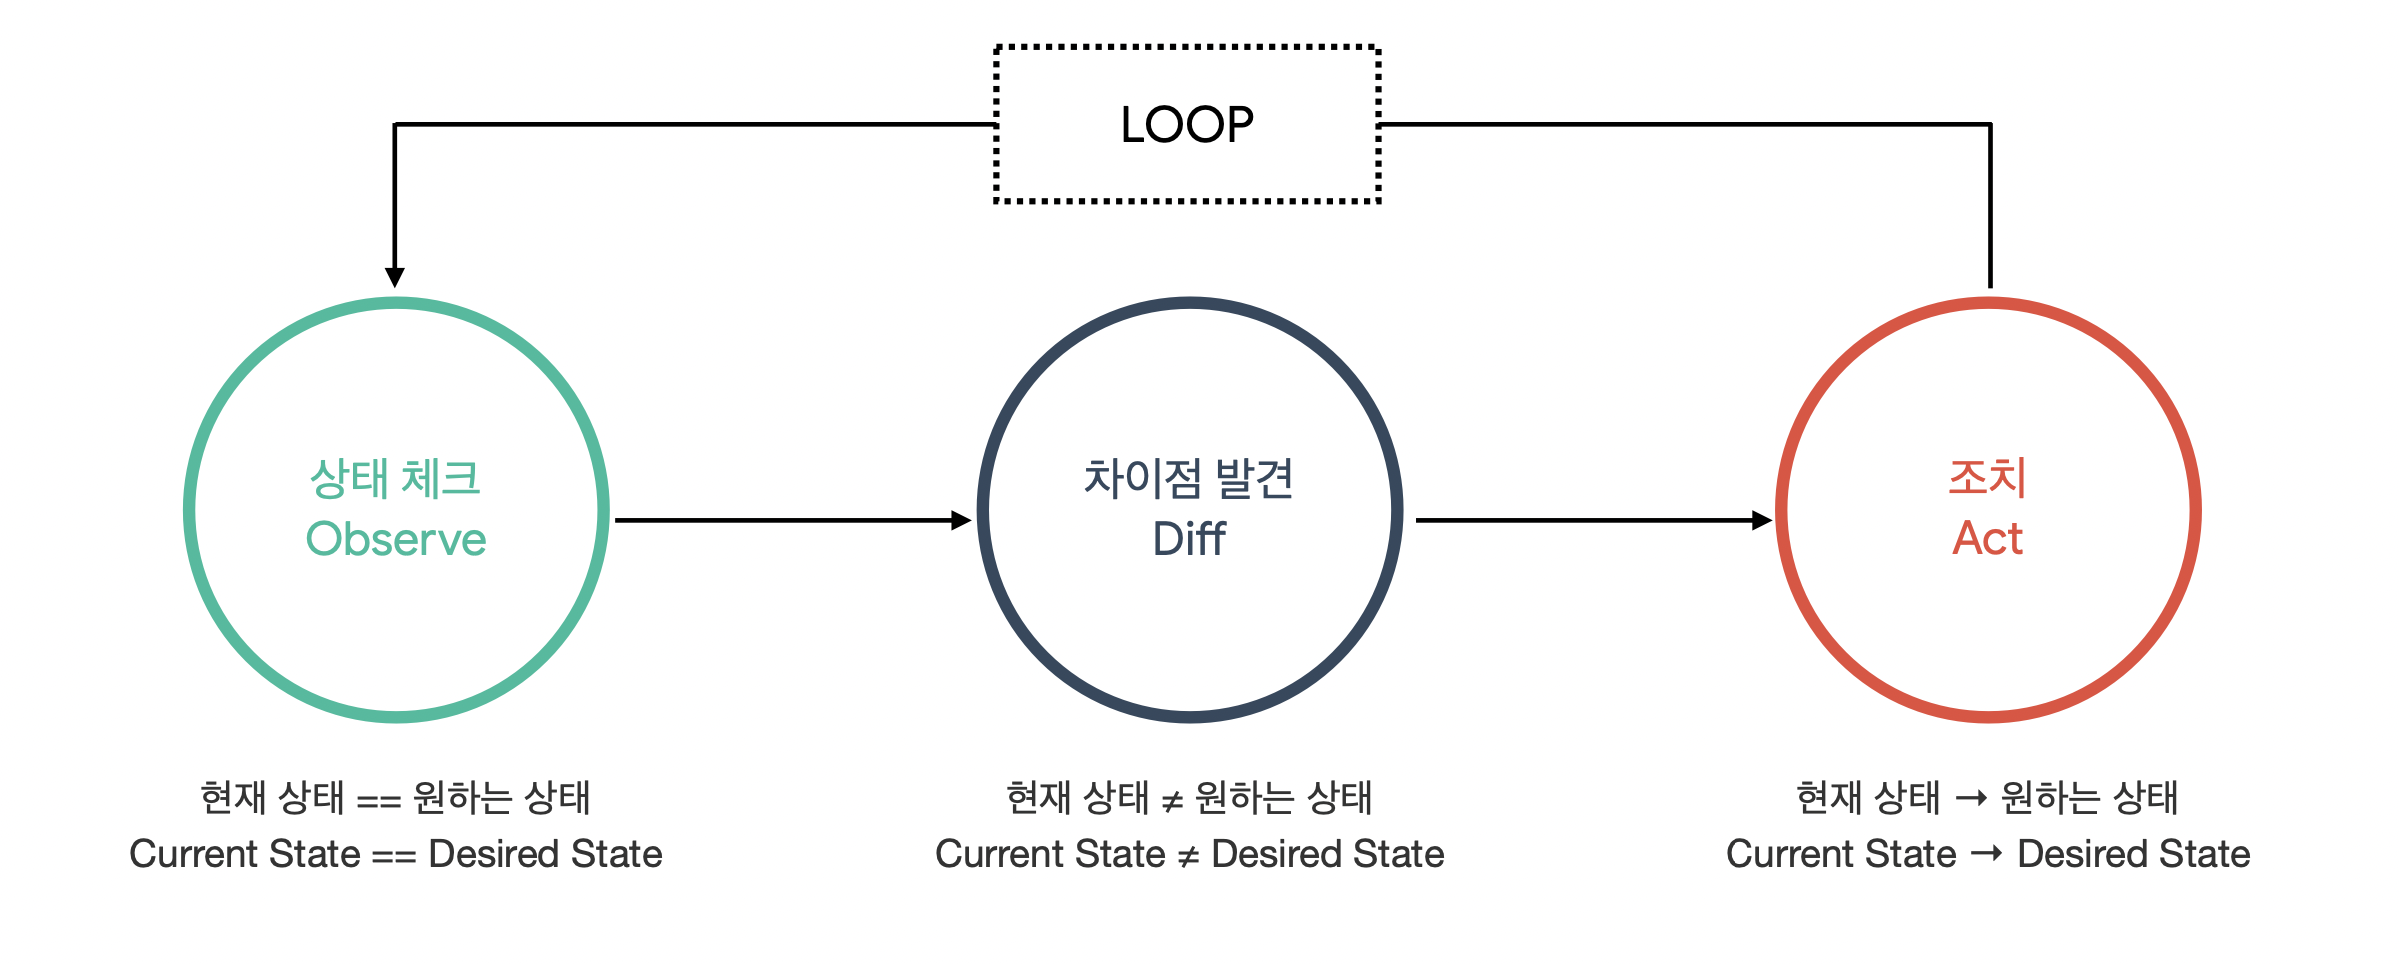 LOOP
상태 체크
Observe
차이점 발견
Diff
조치
Act
현재 상태 == 원하는 상태
Current State == Desired State
현재 상태 ≠ 원하는 상태
Current State ≠ Desired State
현재 상태 → 원하는 상태
Current State → Desired State